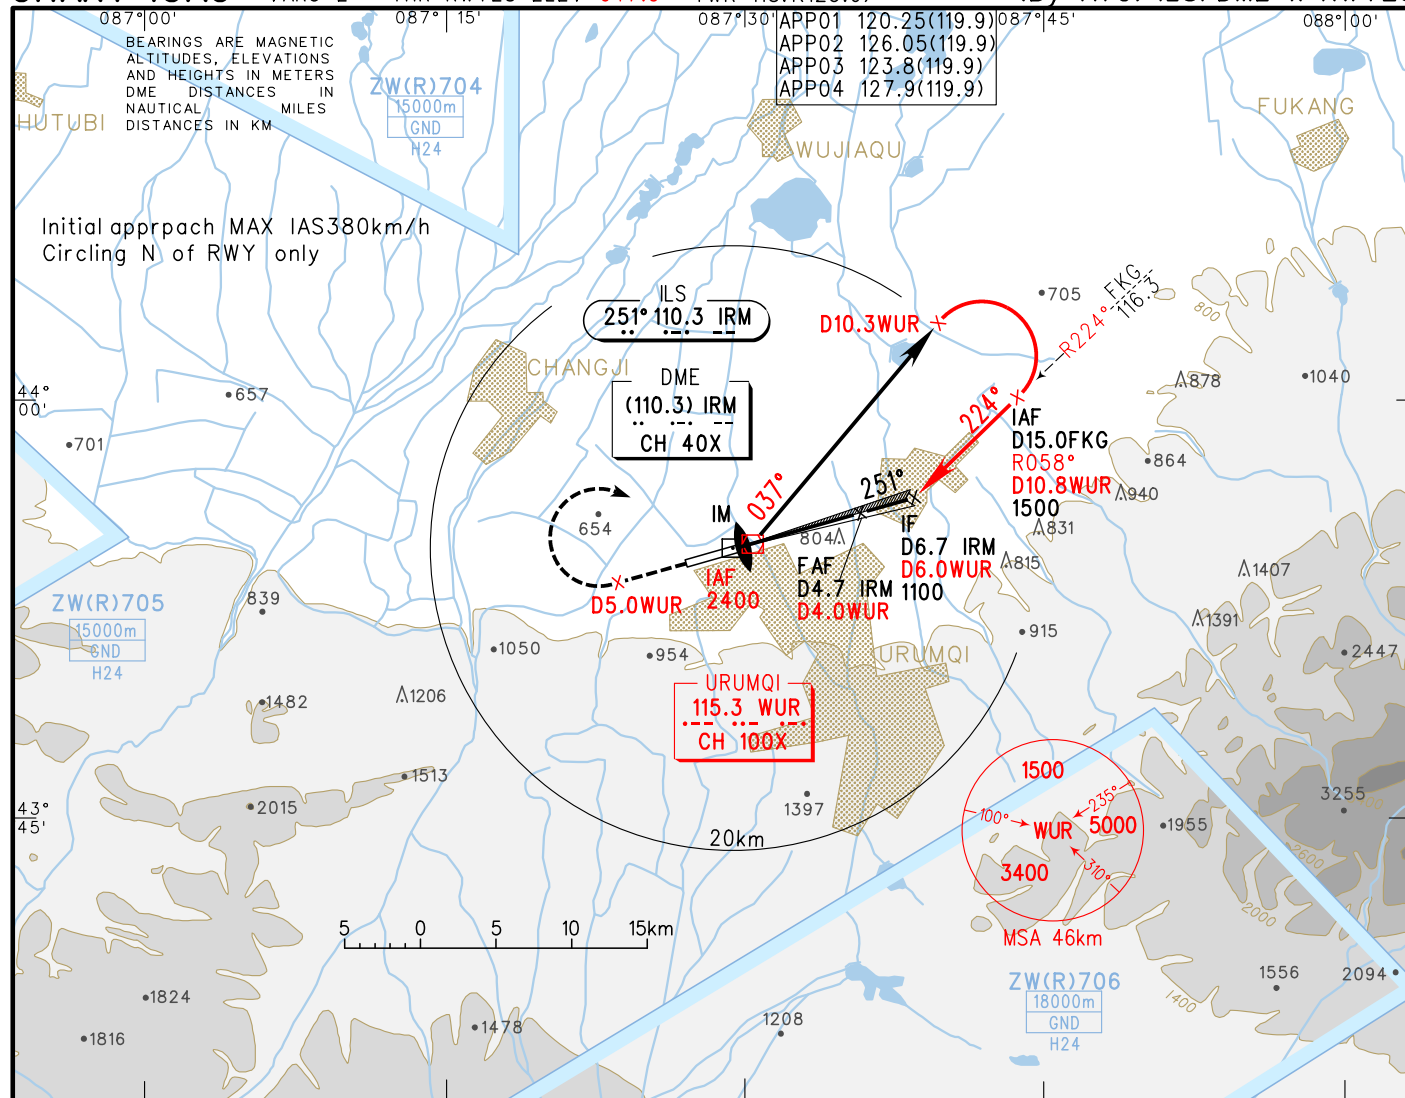 087°00'
087°15'
087°30'
087°45'
088°00'
BEARINGS ARE MAGNETIC
ALTITUDES, ELEVATIONS
AND HEIGHTS IN METERS
DME DISTANCES IN
NAUTICAL MILES
DISTANCES IN KM
APP01 120.25(119.9)
APP02 126.05(119.9)
APP03 123.8(119.9)
APP04 127.9(119.9)
ZW(R)704
15000m
GND
H24
HUTUBI
WUJIAQU
FUKANG
Initial apprpach MAX IAS380km/h
Circling N of RWY only
ILS
251° 110.3 IRM
D10.3WUR
705
FKG
116.3
R224°
800
CHANGJI
DME
(110.3) IRM
CH 40X
44°
00'
657
701
878
1040
224°
IAF
D15.0FKG
R058°
D10.8WUR
1500
864
940
831
815
251°
037°
IM
654
804
IF
D6.7 IRM
D6.0WUR
1100
FAF
D4.7 IRM
D4.0WUR
IAF
2400
D5.0WUR
1407
1391
ZW(R)705
15000m
GND
H24
839
1050
954
915
2447
URUMQI
1482
1206
URUMQI
115.3 WUR
CH 100X
1513
2015
1397
43°
45'
20km
1500
235°
100°
WUR
5000
3400
310°
MSA 46km
1955
3255
2600
2000
1400
5 0 5 10 15km
ZW(R)706
18000m
GND
H24
1556
2094
1824
1816
1478
1208